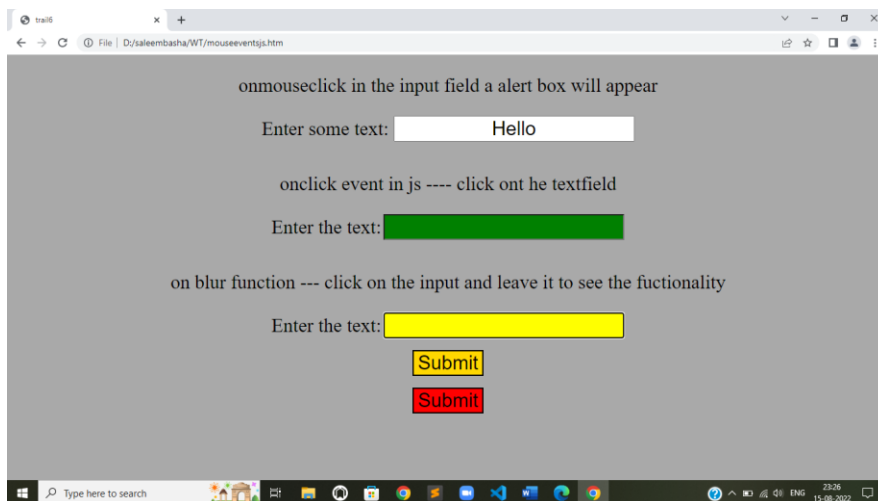 trail6
File D:/saleembasha/WT/mouseeventsjs.htm
onmouseclick in the input field a alert box will appear
Enter some text: Hello
onclick event in js ---- click ont he textfield
Enter the text:
on blur function --- click on the input and leave it to see the fuctionality
Enter the text:
Submit
Submit
Type here to search
ENG
23:26
15-08-2022